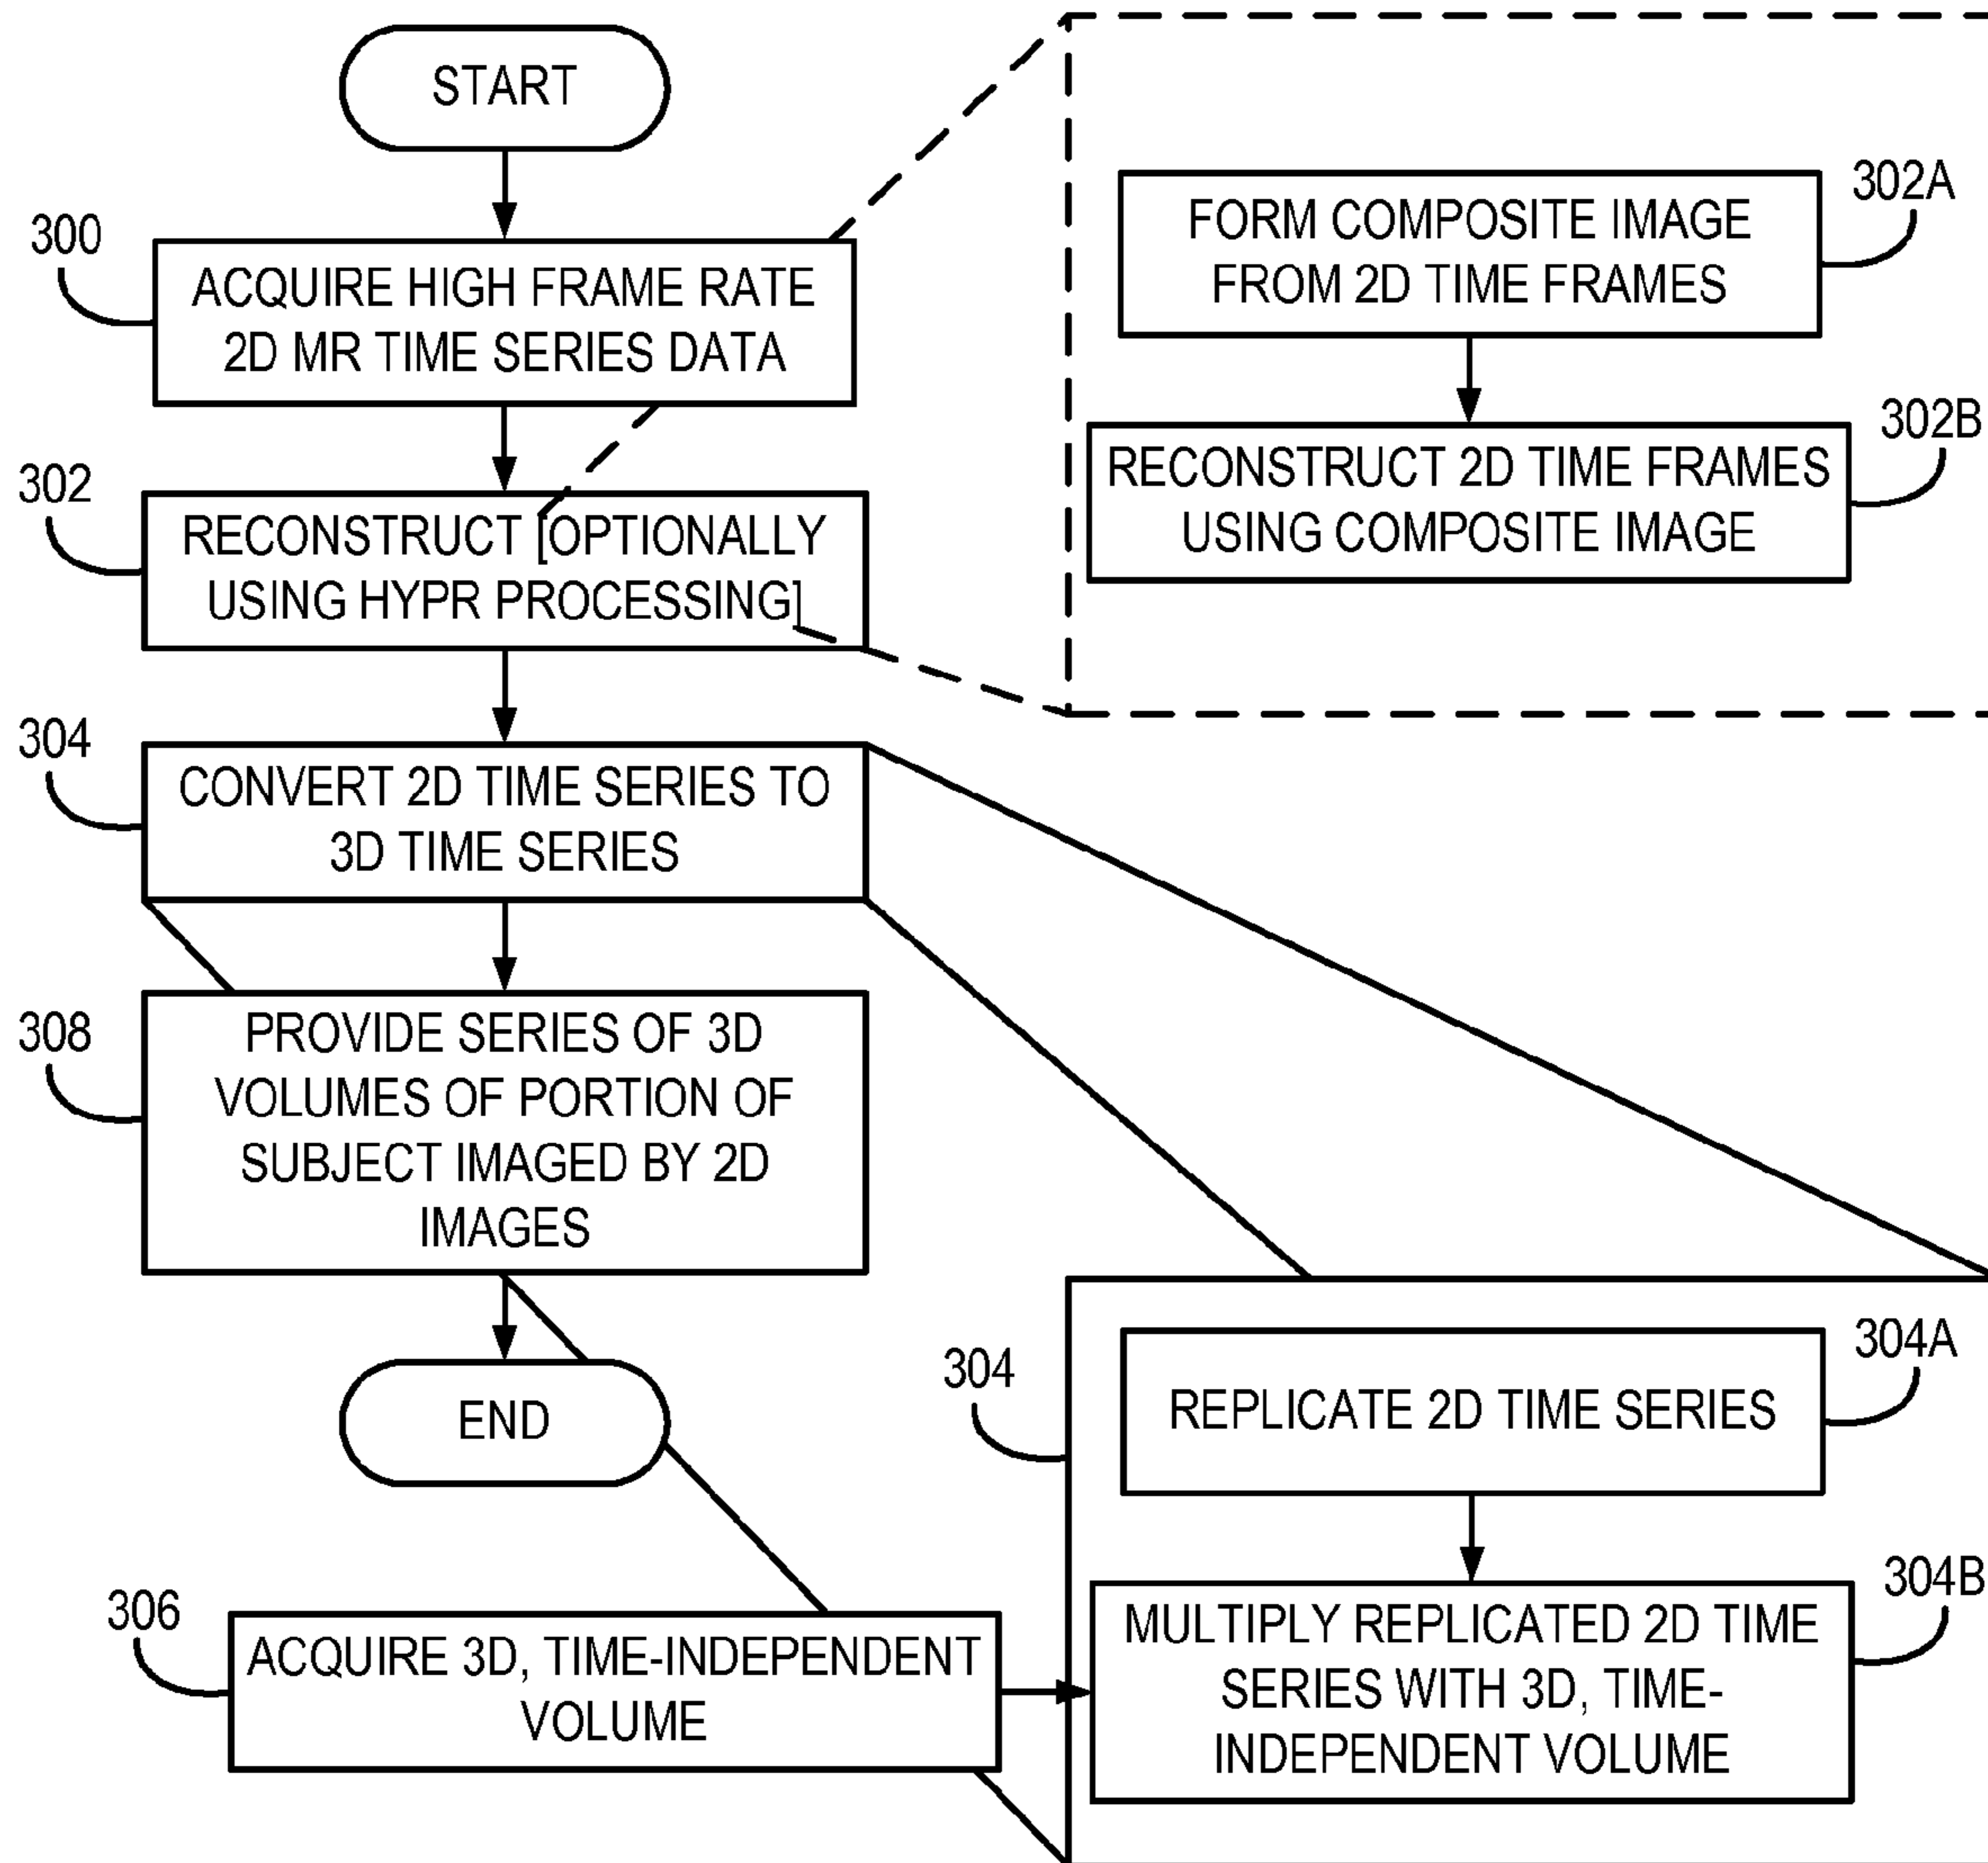 START
300
ACQUIRE HIGH FRAME RATE
2D MR TIME SERIES DATA
302
RECONSTRUCT [OPTIONALLY
USING HYPR PROCESSING]
302A
FORM COMPOSITE IMAGE
FROM 2D TIME FRAMES
302B
RECONSTRUCT 2D TIME FRAMES
USING COMPOSITE IMAGE
304
CONVERT 2D TIME SERIES TO
3D TIME SERIES
308
PROVIDE SERIES OF 3D
VOLUMES OF PORTION OF
SUBJECT IMAGED BY 2D
IMAGES
END
304
304A
REPLICATE 2D TIME SERIES
306
ACQUIRE 3D, TIME-INDEPENDENT
VOLUME
304B
MULTIPLY REPLICATED 2D TIME
SERIES WITH 3D, TIME-
INDEPENDENT VOLUME